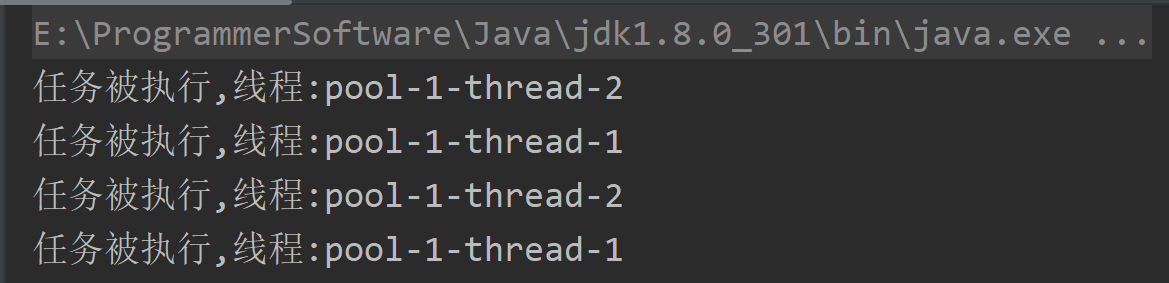 E:\ProgrammerSoftware\Java\jdk1.8.0_301\bin\java.exe ...
任务被执行,线程:pool-1-thread-2
任务被执行,线程:pool-1-thread-1
任务被执行,线程:pool-1-thread-2
任务被执行,线程:pool-1-thread-1